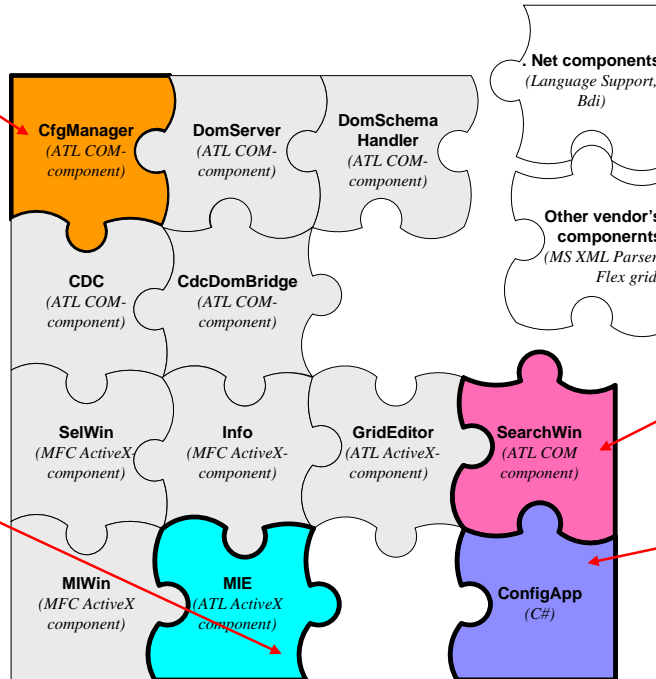 . Net components
(Language Support,
Bdi)
CfgManager
(ATL COM-
component)
DomServer
(ATL COM-
component)
DomSchema
Handler
(ATL COM-
component)
Other vendor's
componernts
(MS XML Parser
Flex grid
CDC
(ATL COM-
component)
CdcDomBridge
(ATL COM-
component)
SelWin
(MFC ActiveX-
component)
Info
(MFC ActiveX-
component)
GridEditor
(ATL ActiveX-
component)
SearchWin
(ATL COM
component)
MIWin
(MFC ActiveX
component)
MIE
(ATL ActiveX
component)
ConfigApp
(C#)